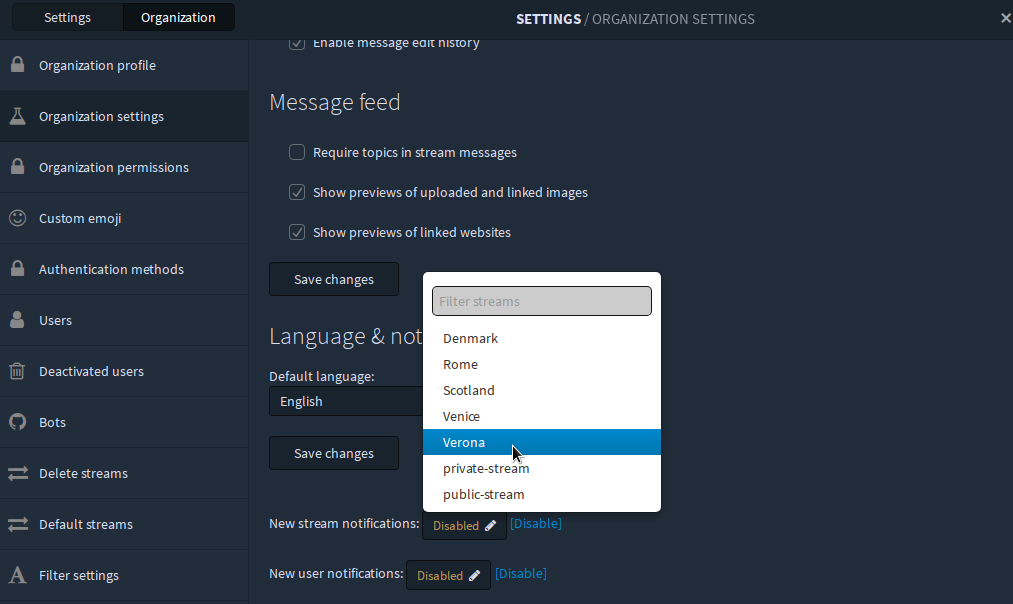 Settings
Organization
SETTINGS / ORGANIZATION SETTINGS
Organization profile
Organization settings
Organization permissions
Custom emoji
Authentication methods
Users
Deactivated users
Bots
Delete streams
Default streams
Filter settings
Enable message edit history
Message feed
Require topics in stream messages
Show previews of uploaded and linked images
Show previews of linked websites
Save changes
Language & not
Default language:
English
Save changes
Filter streams
Denmark
Rome
Scotland
Venice
Verona
private-stream
public-stream
New stream notifications: Disabled [Disable]
New user notifications: Disabled [Disable]